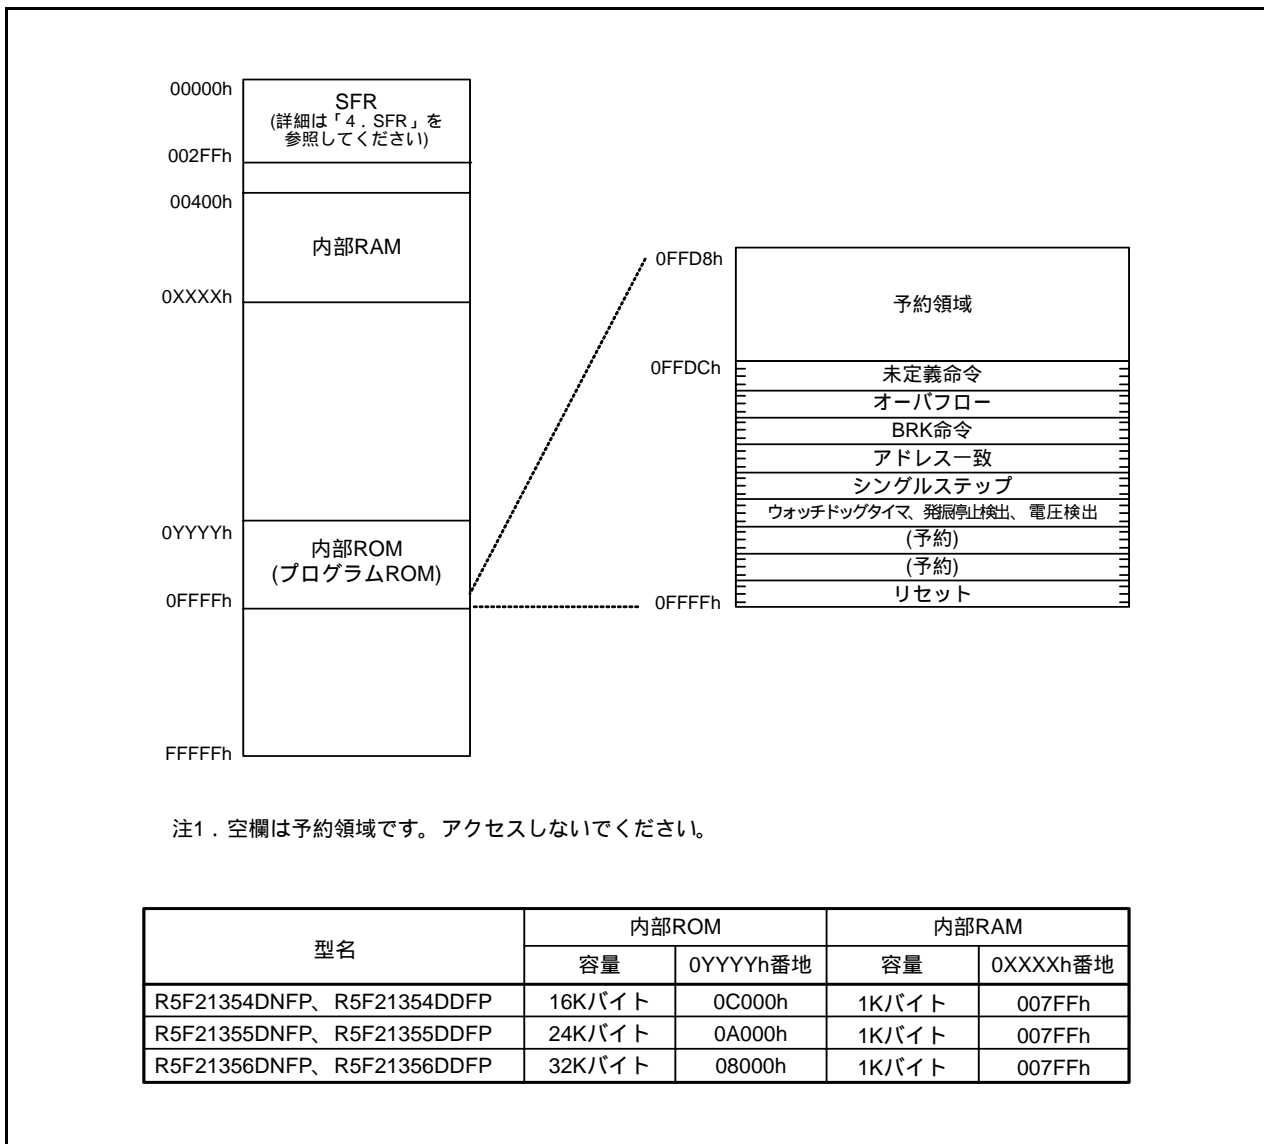 00000h
SFR
(詳細は「4．SFR」を
参照してください)
002FFh
00400h
内部RAM
0XXXXh
0YYYYh
内部ROM
(プログラムROM)
0FFFFh
FFFFFh
0FFD8h
予約領域
0FFDCh
未定義命令
オーバフロー
BRK命令
アドレス一致
シングルステップ
ウォッチドッグタイマ、発振停止検出、電圧検出
(予約)
(予約)
リセット
0FFFFh
注1．空欄は予約領域です。アクセスしないでください。
型名 内部ROM 内部RAM
容量 0YYYYh番地 容量 0XXXXh番地
R5F21354DNFP、R5F21354DDFP 16Kバイト 0C000h 1Kバイト 007FFh
R5F21355DNFP、R5F21355DDFP 24Kバイト 0A000h 1Kバイト 007FFh
R5F21356DNFP、R5F21356DDFP 32Kバイト 08000h 1Kバイト 007FFh